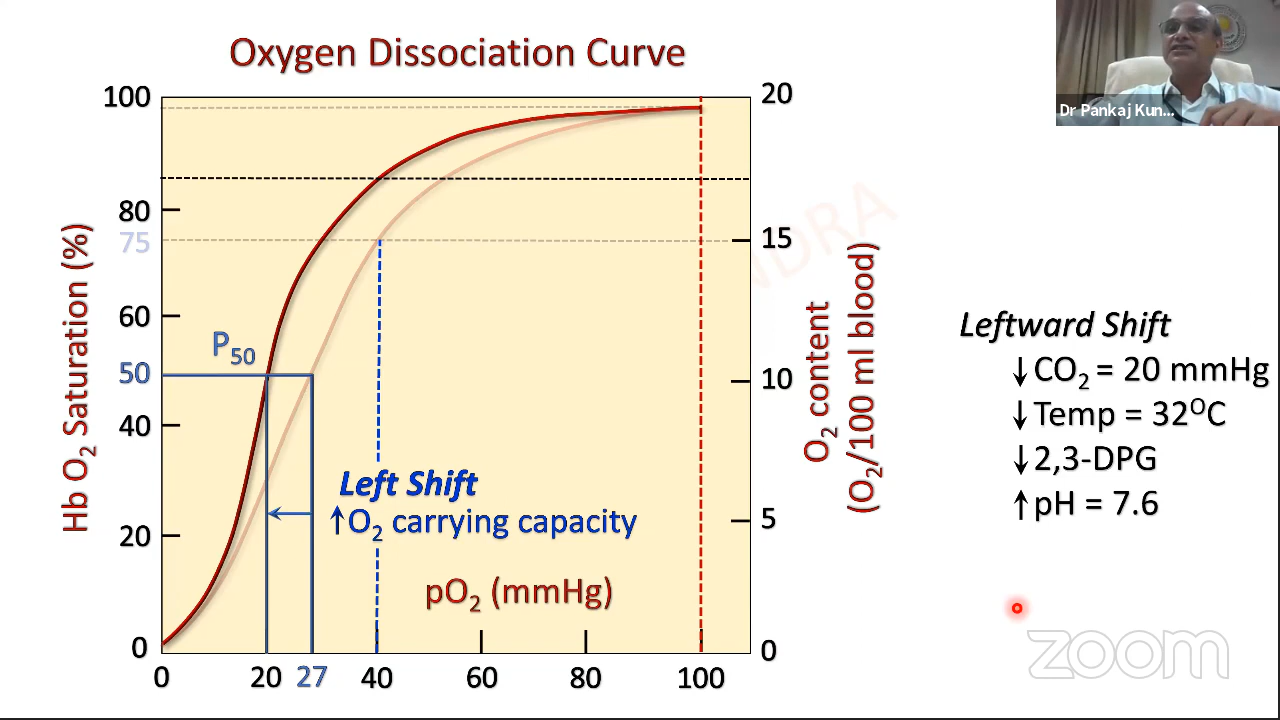 Oxygen Dissociation Curve
Dr Pankaj Kun...
100
80
75
60
50
40
20
0
Hb O₂ Saturation (%)
P₅₀
Left Shift
↑O₂ carrying capacity
pO₂ (mmHg)
0 20 27 40 60 80 100
20
15
10
5
0
O₂ content
(O₂/100 ml blood)
Leftward Shift
↓CO₂ = 20 mmHg
↓Temp = 32⁰C
↓2,3-DPG
↑pH = 7.6
zoom